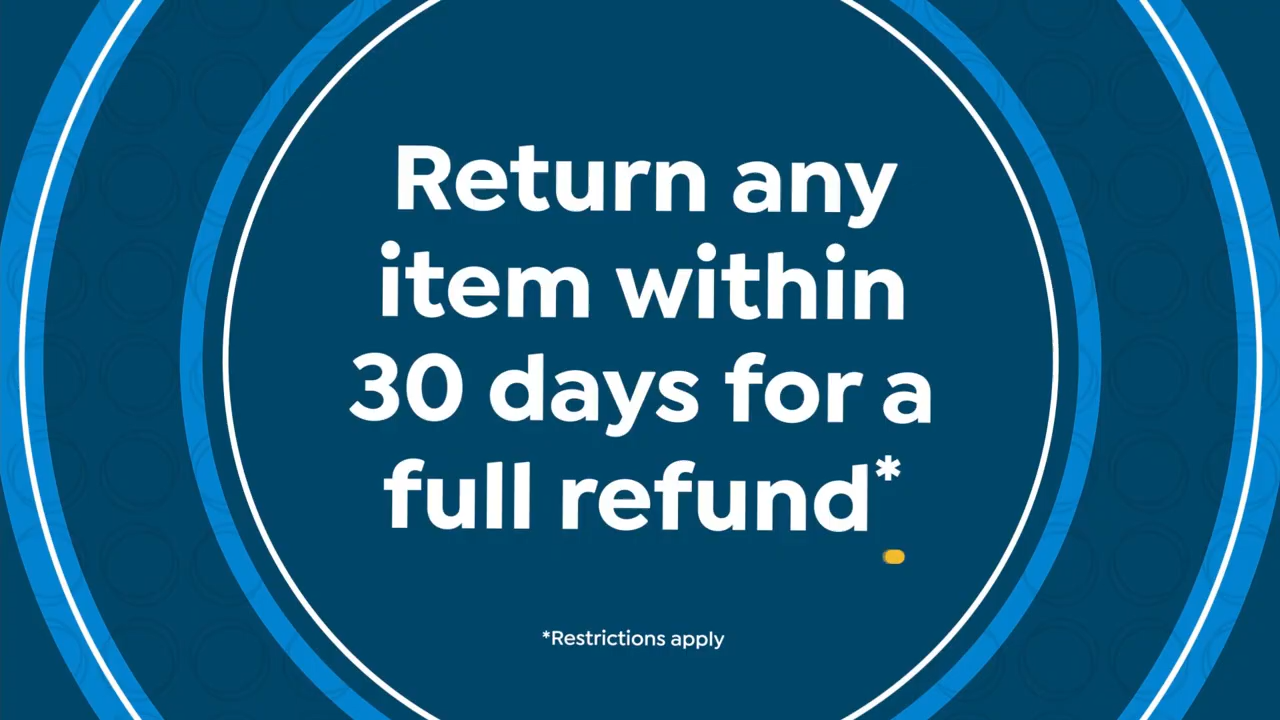 Return any
item within
30 days for a
full refund*
*Restrictions apply